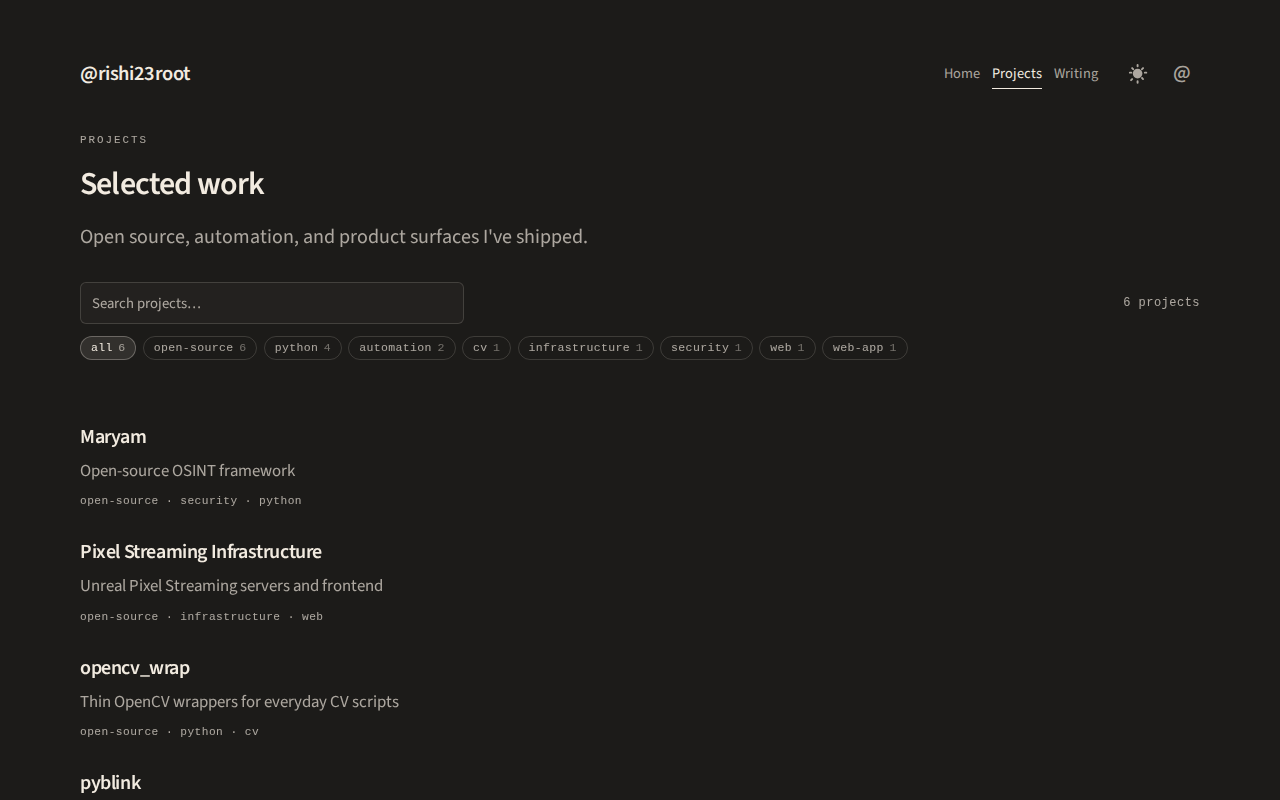 @rishi23root
Home Projects Writing @
PROJECTS
Selected work
Open source, automation, and product surfaces I've shipped.
Search projects…
6 projects
all 6 open-source 6 python 4 automation 2 cv 1 infrastructure 1 security 1 web 1 web-app 1
Maryam
Open-source OSINT framework
open-source · security · python
Pixel Streaming Infrastructure
Unreal Pixel Streaming servers and frontend
open-source · infrastructure · web
opencv_wrap
Thin OpenCV wrappers for everyday CV scripts
open-source · python · cv
pyblink